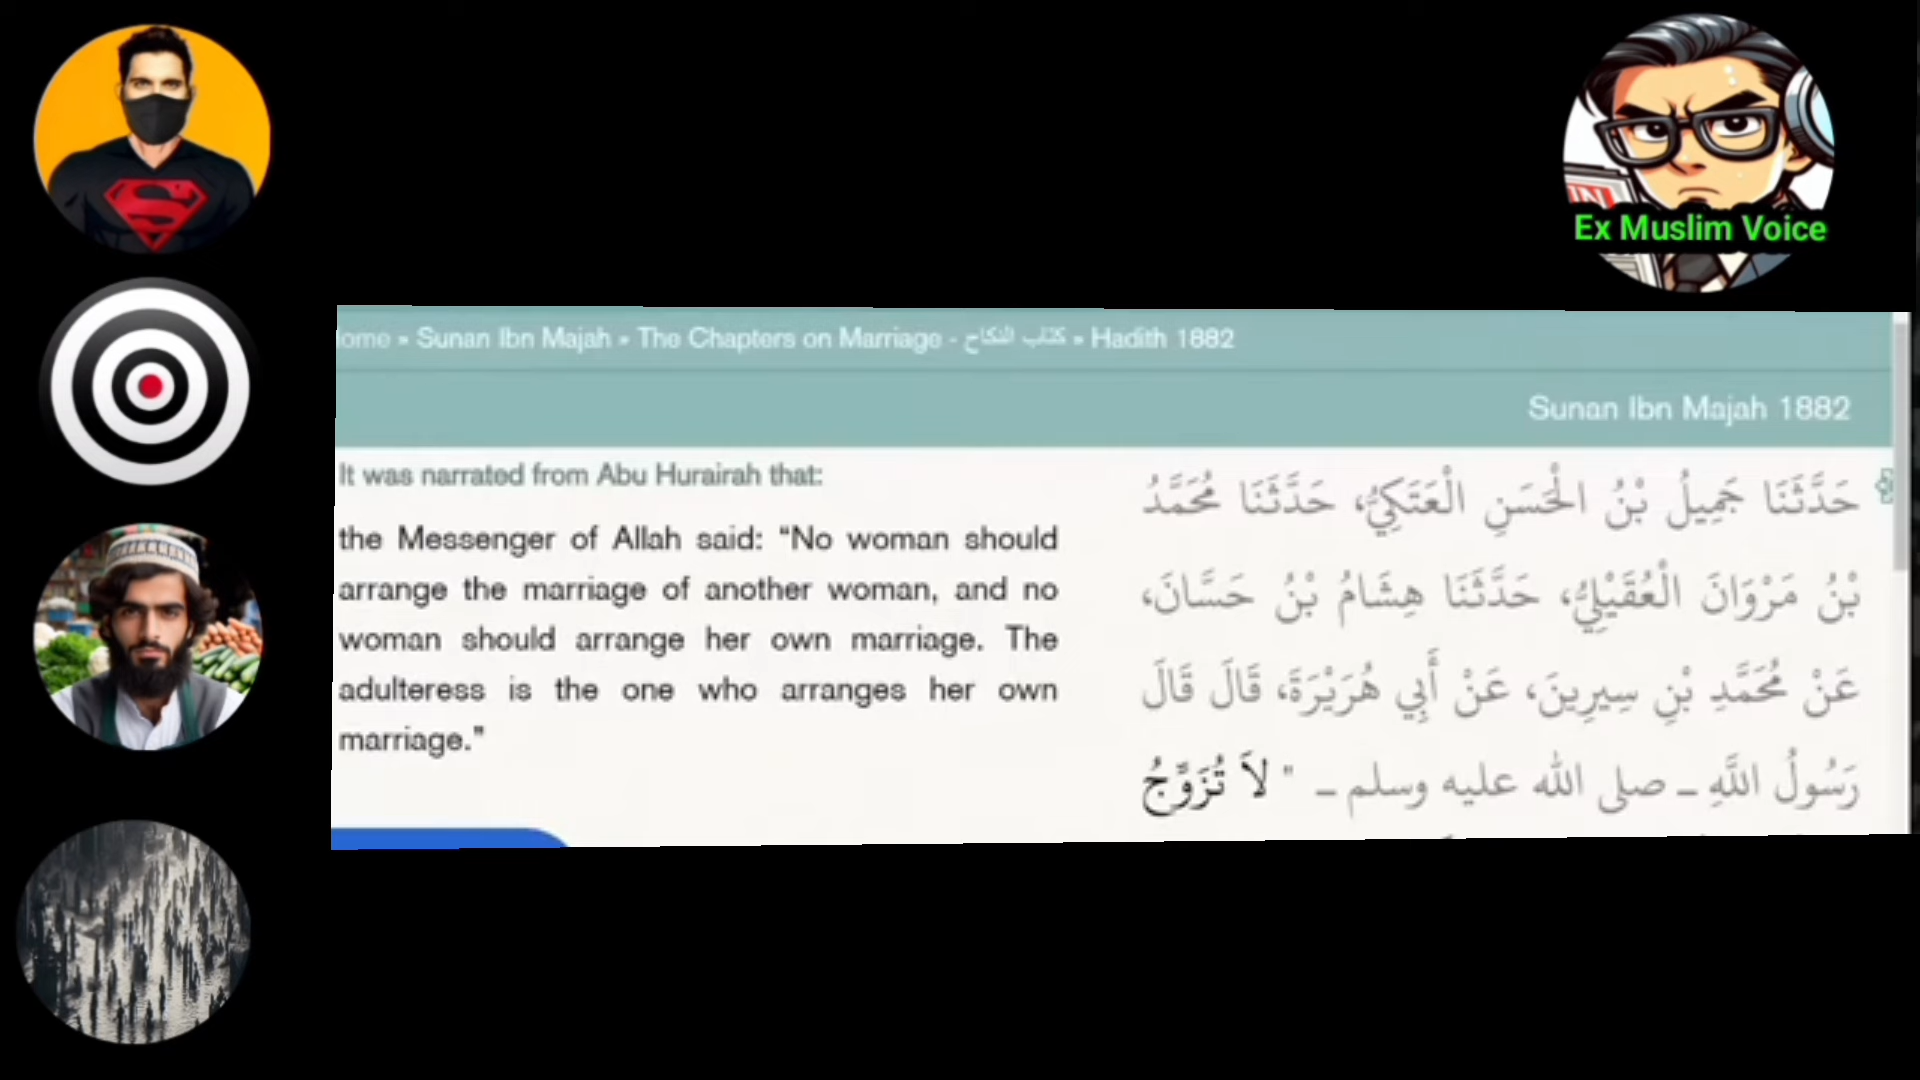 Ex Muslim Voice
ome » Sunan Ibn Majah » The Chapters on Marriage - كتاب النكاح » Hadith 1882
Sunan Ibn Majah 1882
It was narrated from Abu Hurairah that:
the Messenger of Allah said: “No woman should
arrange the marriage of another woman, and no
woman should arrange her own marriage. The
adulteress is the one who arranges her own
marriage.”
حَدَّثَنَا جَمِيلُ بْنُ الْحَسَنِ الْعَتَكِيُّ، حَدَّثَنَا مُحَمَّدُ
بْنُ مَرْوَانَ الْعُقَيْلِيُّ، حَدَّثَنَا هِشَامُ بْنُ حَسَّانَ،
عَنْ مُحَمَّدِ بْنِ سِيرِينَ، عَنْ أَبِي هُرَيْرَةَ، قَالَ قَالَ
رَسُولُ اللَّهِ ـ صلى الله عليه وسلم ـ " لاَ تُزَوِّجُ